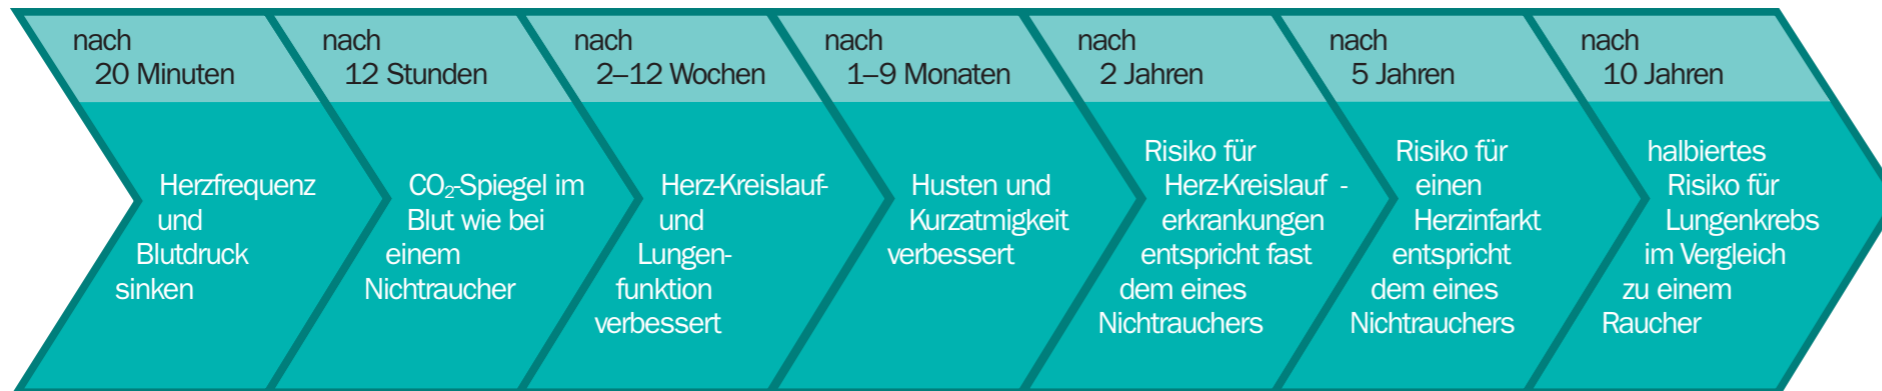 nach
20 Minuten
Herzfrequenz
und
Blutdruck
sinken
nach
12 Stunden
CO₂-Spiegel im
Blut wie bei
einem
Nichtraucher
nach
2–12 Wochen
Herz-Kreislauf-
und
Lungen-
funktion
verbessert
nach
1–9 Monaten
Husten und
Kurzatmigkeit
verbessert
nach
2 Jahren
Risiko für
Herz-Kreislauf -
erkrankungen
entspricht fast
dem eines
Nichtrauchers
nach
5 Jahren
Risiko für
einen
Herzinfarkt
entspricht
dem eines
Nichtrauchers
nach
10 Jahren
halbiertes
Risiko für
Lungenkrebs
im Vergleich
zu einem
Raucher